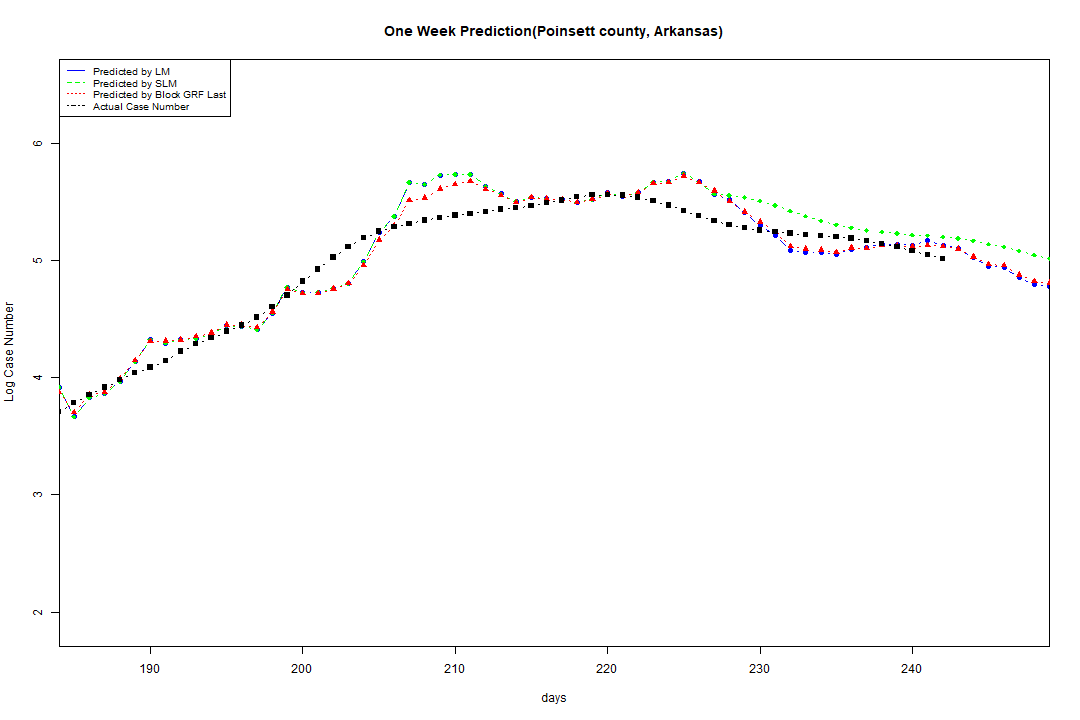 One Week Prediction(Poinsett county, Arkansas)
Predicted by LM
Predicted by SLM
Predicted by Block GRF Last
Actual Case Number
6
5
4
3
2
Log Case Number
190 200 210 220 230 240
days